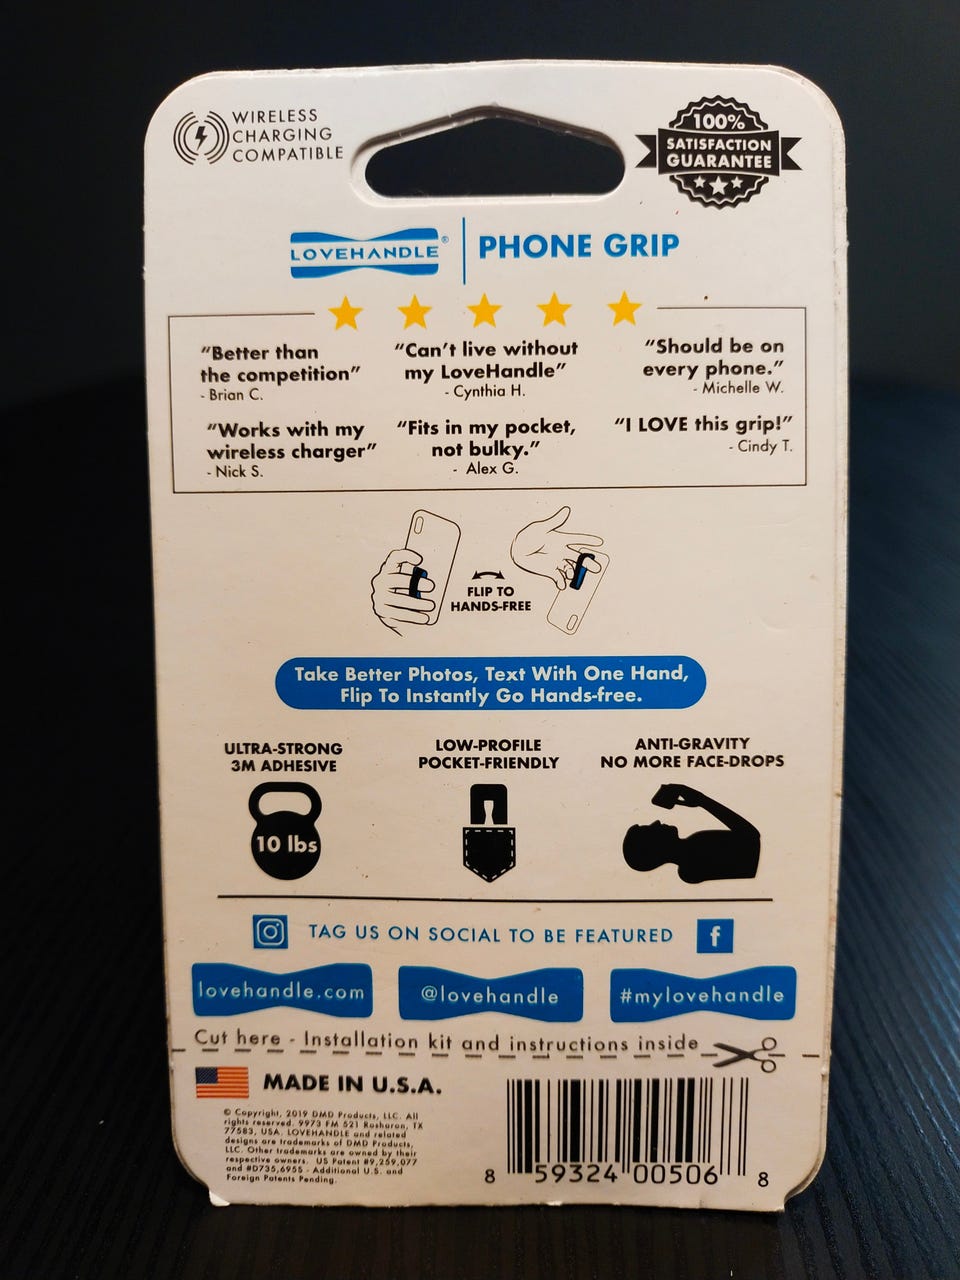 WIRELESS
CHARGING
COMPATIBLE
100%
SATISFACTION
GUARANTEE
LOVEHANDLE®
PHONE GRIP
“Better than
the competition”
- Brian C.
“Can’t live without
my LoveHandle”
- Cynthia H.
“Should be on
every phone.”
- Michelle W.
“Works with my
wireless charger”
- Nick S.
“Fits in my pocket,
not bulky.”
- Alex G.
“I LOVE this grip!”
- Cindy T.
FLIP TO
HANDS-FREE
Take Better Photos, Text With One Hand,
Flip To Instantly Go Hands-free.
ULTRA-STRONG
3M ADHESIVE
10 lbs
LOW-PROFILE
POCKET-FRIENDLY
ANTI-GRAVITY
NO MORE FACE-DROPS
TAG US ON SOCIAL TO BE FEATURED
f
lovehandle.com
@lovehandle
#mylovehandle
Cut here - Installation kit and instructions inside
MADE IN U.S.A.
© Copyright, 2019 DMD Products, LLC. All
rights reserved. 9973 FM 521 Rosharon, TX
77583, USA. LOVEHANDLE and related
designs are trademarks of DMD Products,
LLC. Other trademarks are owned by their
respective owners. US Patent #9,259,077
and #D735,695S - Additional U.S. and
Foreign Patents Pending.
8 59324 00506 8